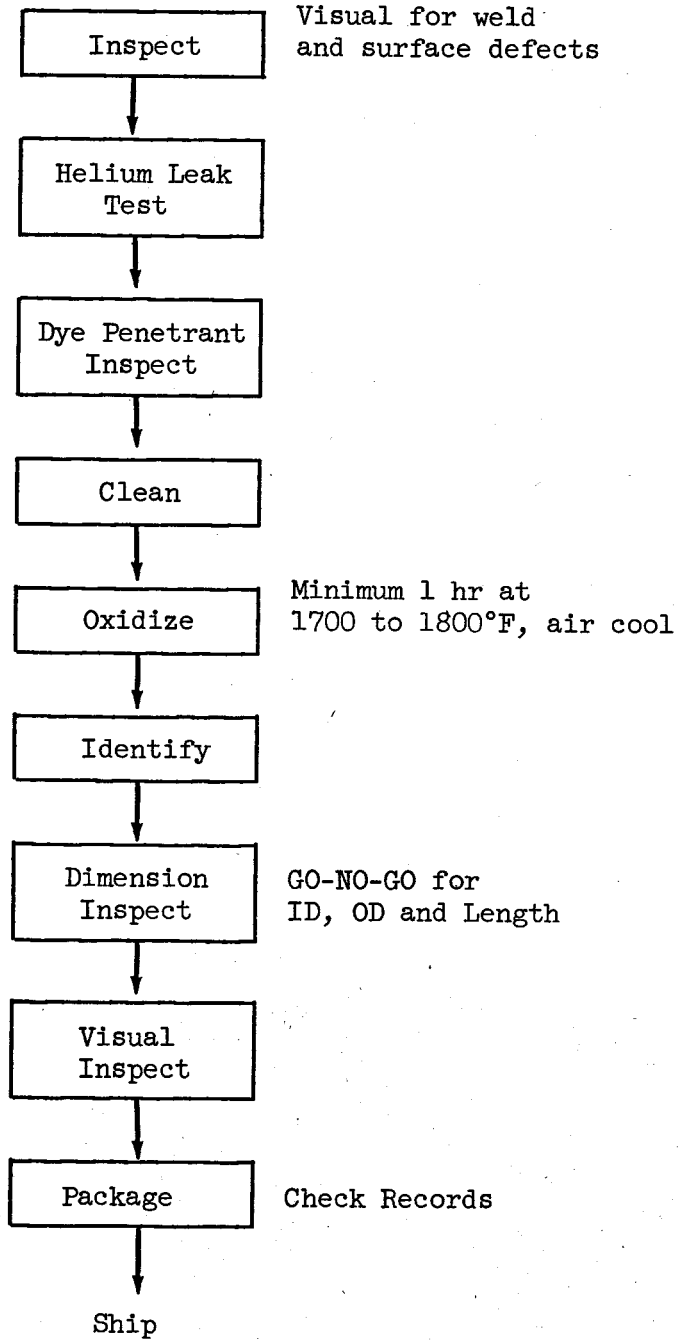 Inspect
Visual for weld
and surface defects
Helium Leak
Test
Dye Penetrant
Inspect
Clean
Oxidize
Minimum 1 hr at
1700 to 1800°F, air cool
Identify
Dimension
Inspect
GO-NO-GO for
ID, OD and Length
Visual
Inspect
Package
Check Records
Ship